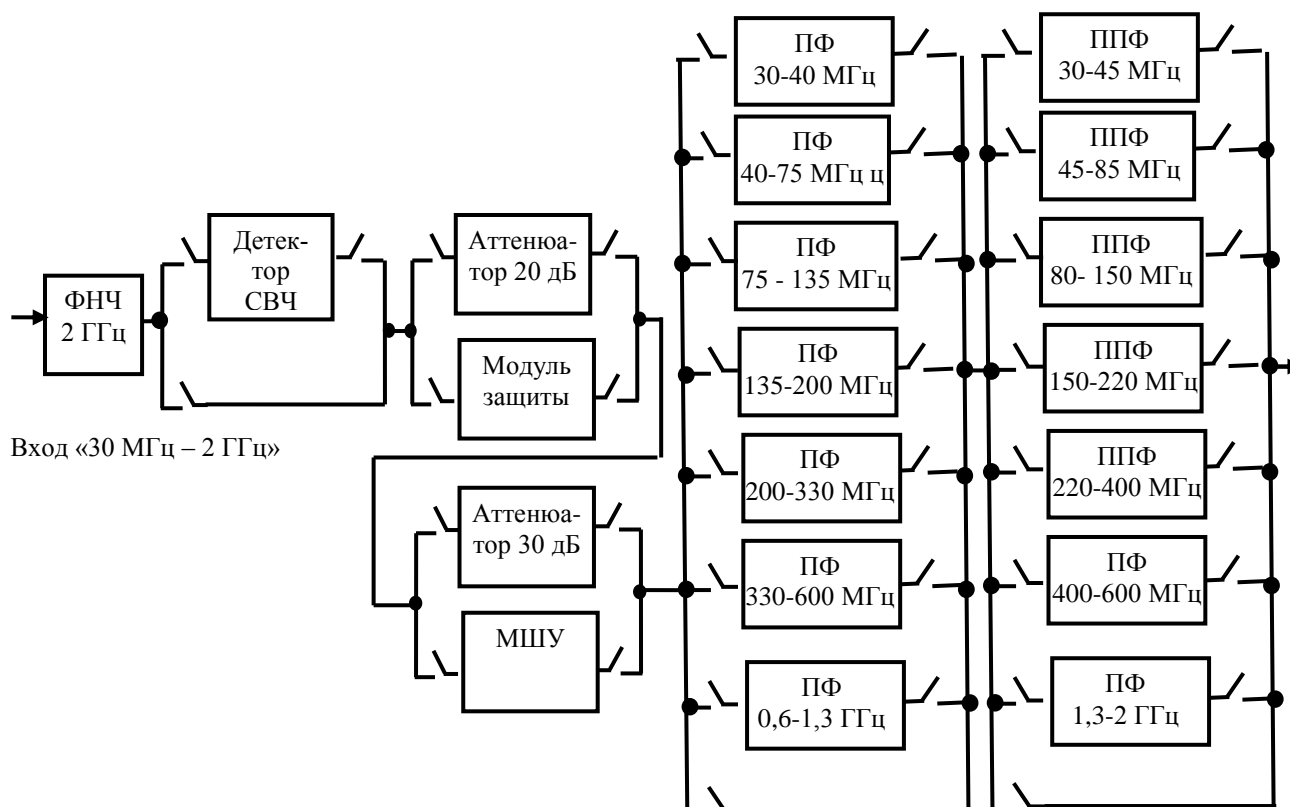 ФНЧ
2 ГГц
Вход «30 МГц – 2 ГГц»
Детек-
тор
СВЧ
Аттенюа-
тор 20 дБ
Модуль
защиты
Аттенюа-
тор 30 дБ
МШУ
ПФ
30-40 МГц
ПФ
40-75 МГц ц
ПФ
75 - 135 МГц
ПФ
135-200 МГц
ПФ
200-330 МГц
ПФ
330-600 МГц
ПФ
0,6-1,3 ГГц
ППФ
30-45 МГц
ППФ
45-85 МГц
ППФ
80- 150 МГц
ППФ
150-220 МГц
ППФ
220-400 МГц
ПФ
400-600 МГц
ПФ
1,3-2 ГГц